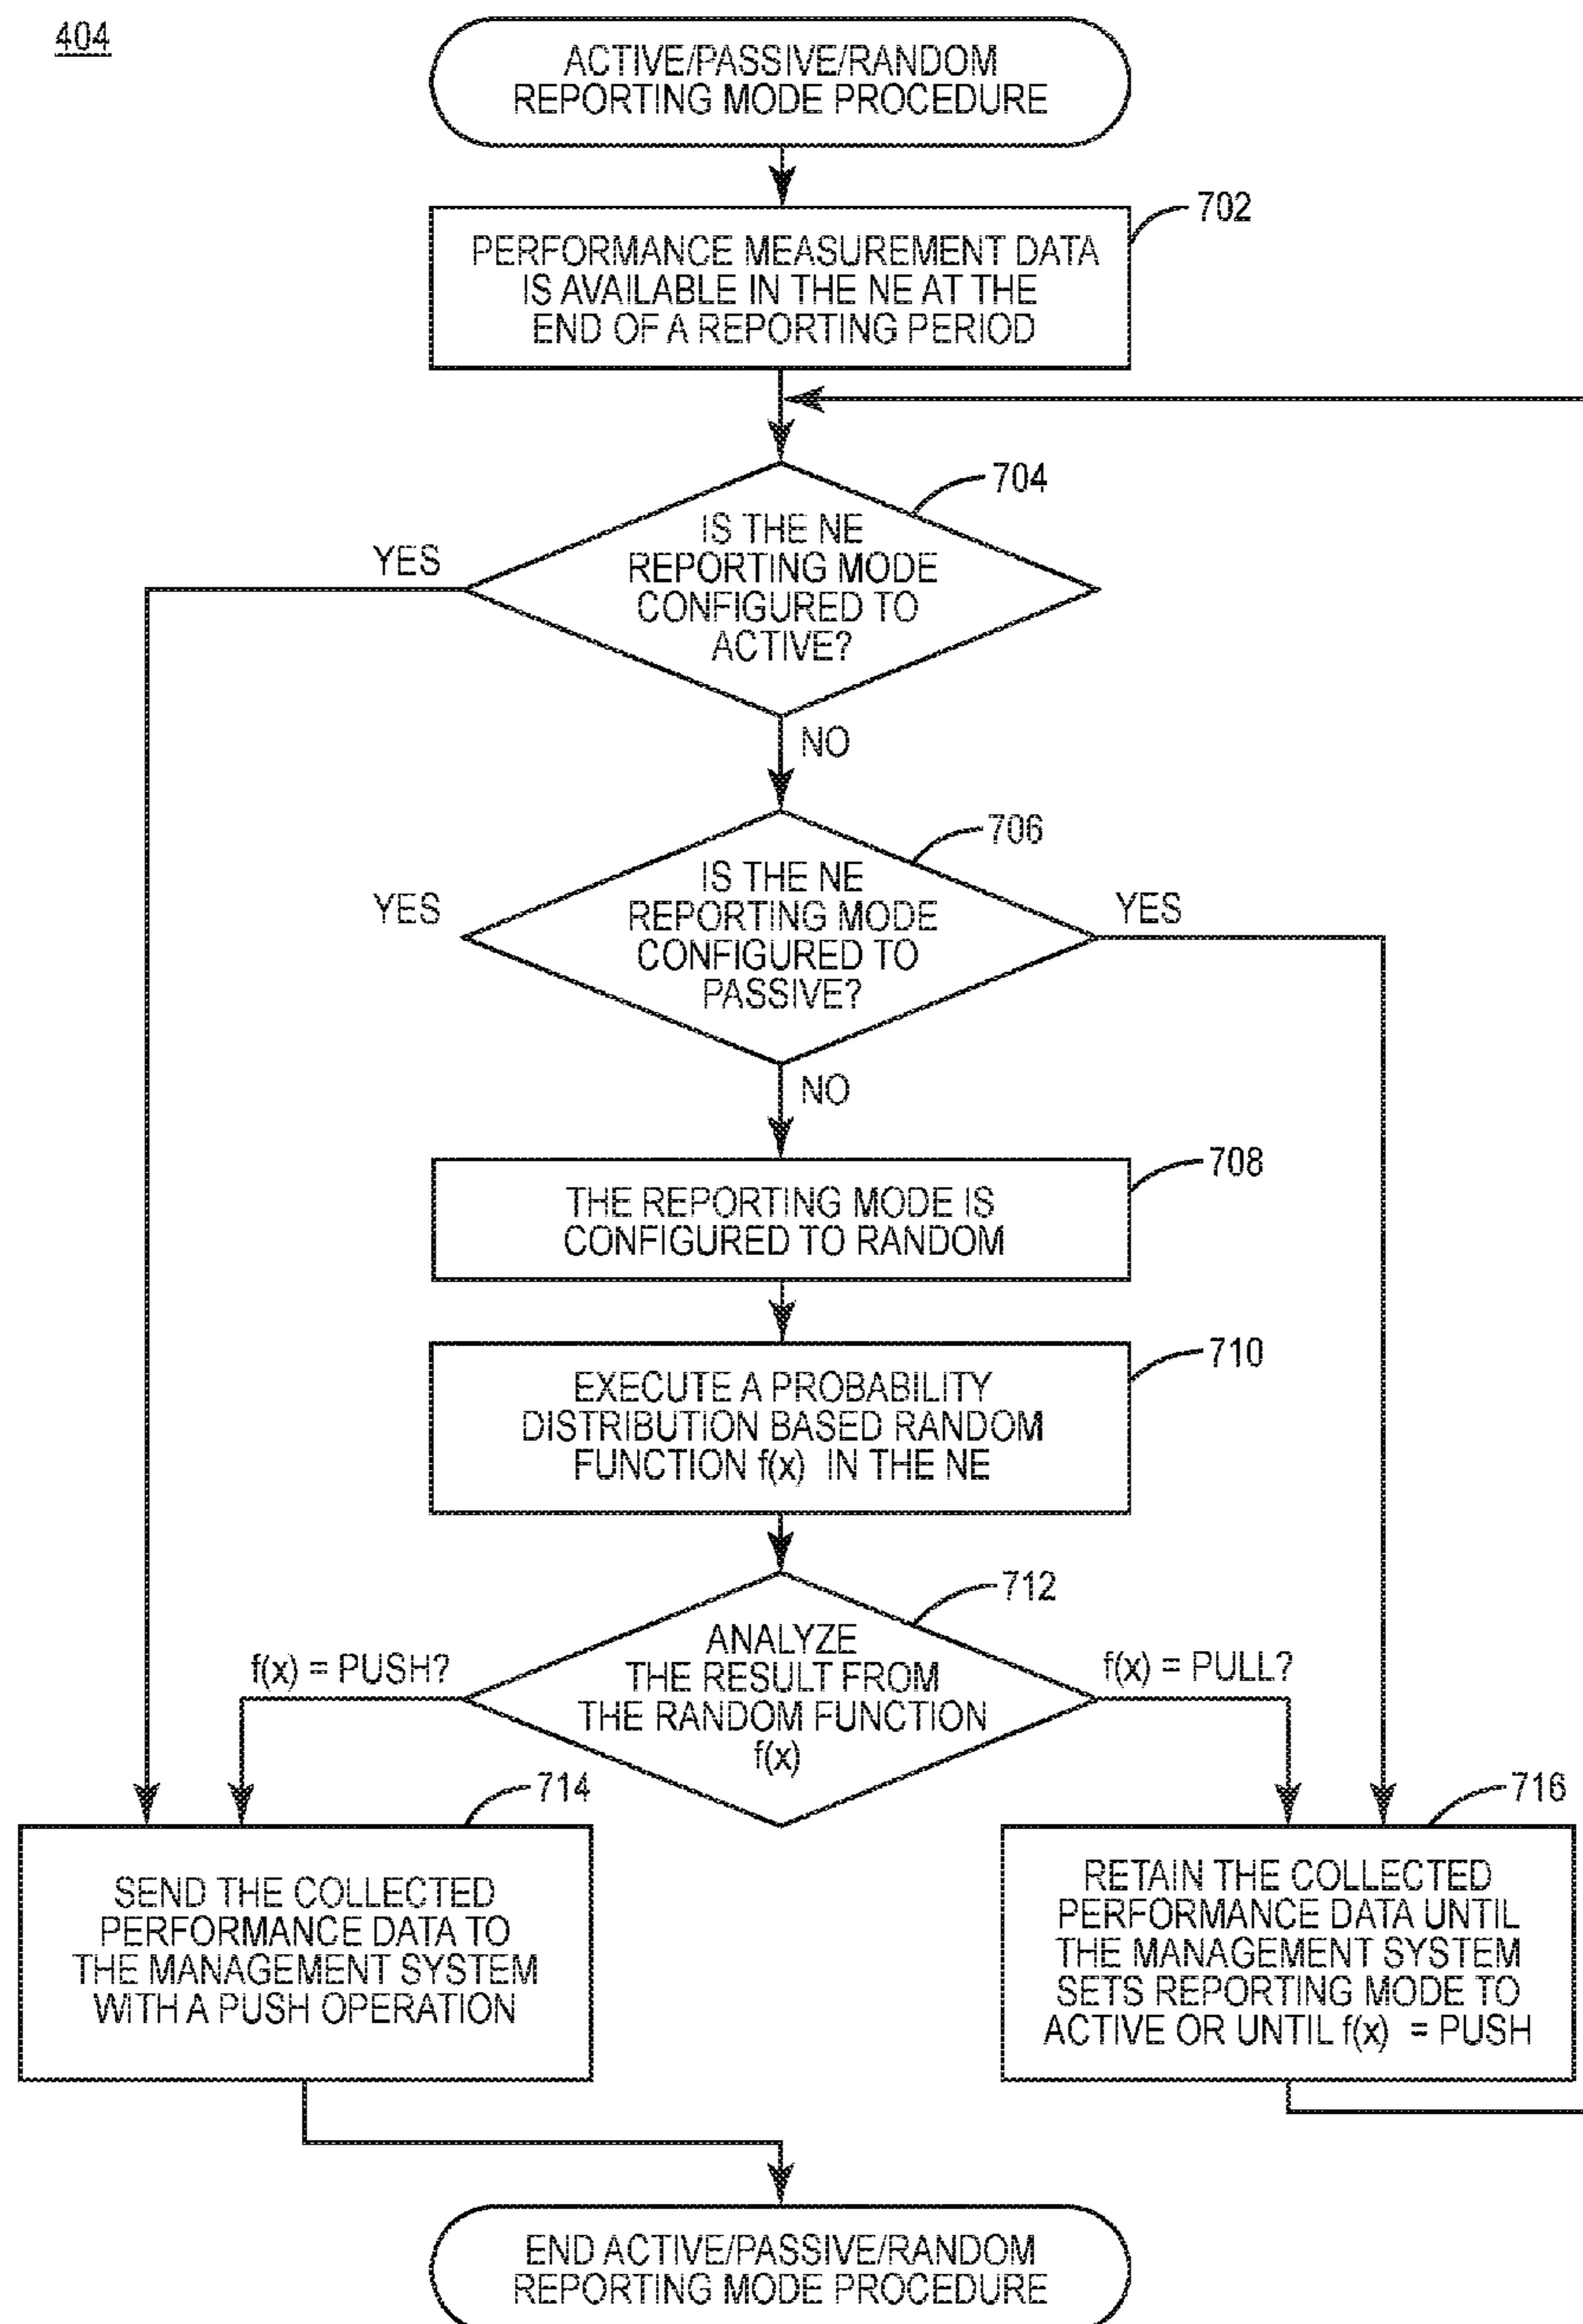 404
ACTIVE/PASSIVE/RANDOM
REPORTING MODE PROCEDURE
702
PERFORMANCE MEASUREMENT DATA
IS AVAILABLE IN THE NE AT THE
END OF A REPORTING PERIOD
704
IS THE NE
REPORTING MODE
CONFIGURED TO
ACTIVE?
YES
NO
706
IS THE NE
REPORTING MODE
CONFIGURED TO
PASSIVE?
YES
YES
NO
708
THE REPORTING MODE IS
CONFIGURED TO RANDOM
710
EXECUTE A PROBABILITY
DISTRIBUTION BASED RANDOM
FUNCTION f(x) IN THE NE
712
ANALYZE
THE RESULT FROM
THE RANDOM FUNCTION
f(x)
f(x) = PUSH?
f(x) = PULL?
714
SEND THE COLLECTED
PERFORMANCE DATA TO
THE MANAGEMENT SYSTEM
WITH A PUSH OPERATION
716
RETAIN THE COLLECTED
PERFORMANCE DATA UNTIL
THE MANAGEMENT SYSTEM
SETS REPORTING MODE TO
ACTIVE OR UNTIL f(x) = PUSH
END ACTIVE/PASSIVE/RANDOM
REPORTING MODE PROCEDURE